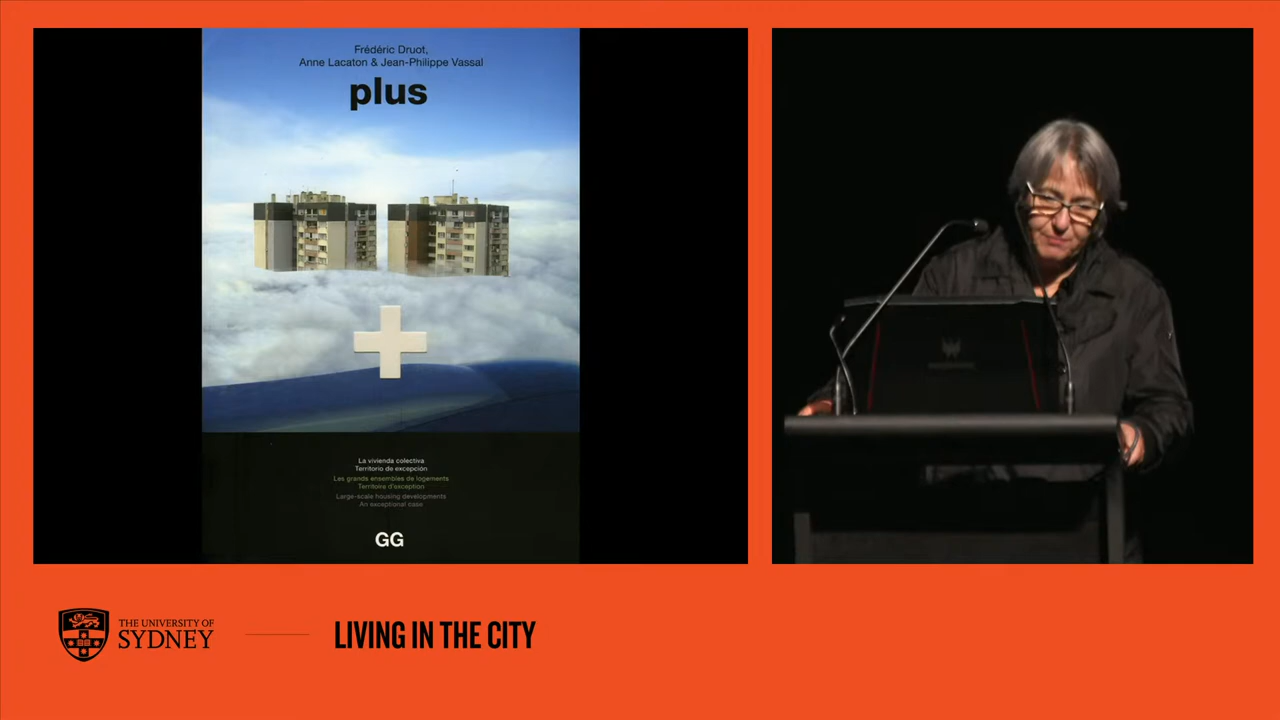 Frédéric Druot,
Anne Lacaton & Jean-Philippe Vassal
plus
La vivienda colectiva
Territorio de excepción
Les grands ensembles de logements
Territoire d'exception
Large-scale housing developments
An exceptional case
GG
THE UNIVERSITY OF
SYDNEY
LIVING IN THE CITY